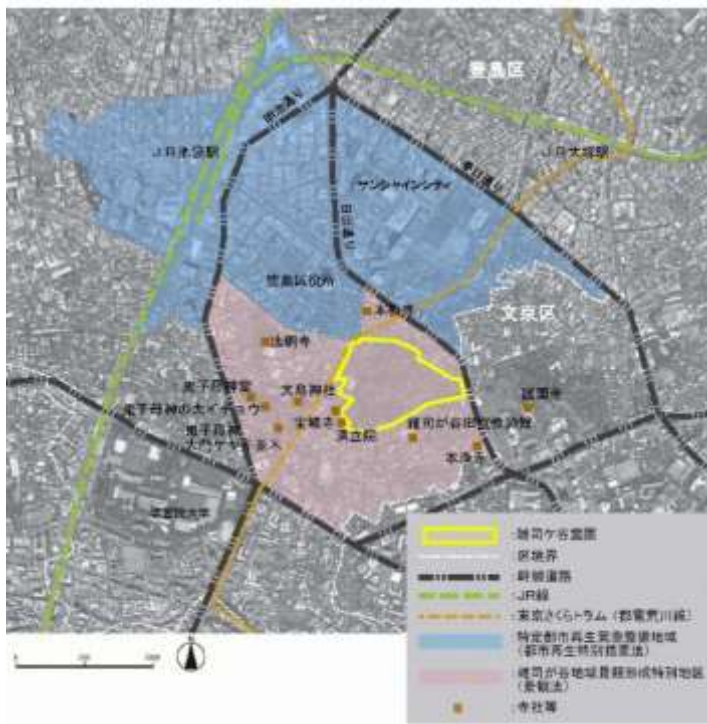 豊島区
明治通り
JR池袋駅
JR大塚駅
春日通り
サンシャインシティ
日出通り
豊島区役所
文京区
本教寺
法明寺
鬼子母神堂
大鳥神社
護国寺
鬼子母神の大イチョウ
宝城寺
鬼子母神
大門ケヤキ並木
清立院
雑司が谷旧宣教師館
本浄寺
学習院大学
:雑司ケ谷霊園
:区境界
:幹線道路
:JR線
:東京さくらトラム(都電荒川線)
:特定都市再生緊急整備地域
(都市再生特別措置法)
:雑司が谷地域景観形成特別地区
(景観法)
:寺社等
N
0